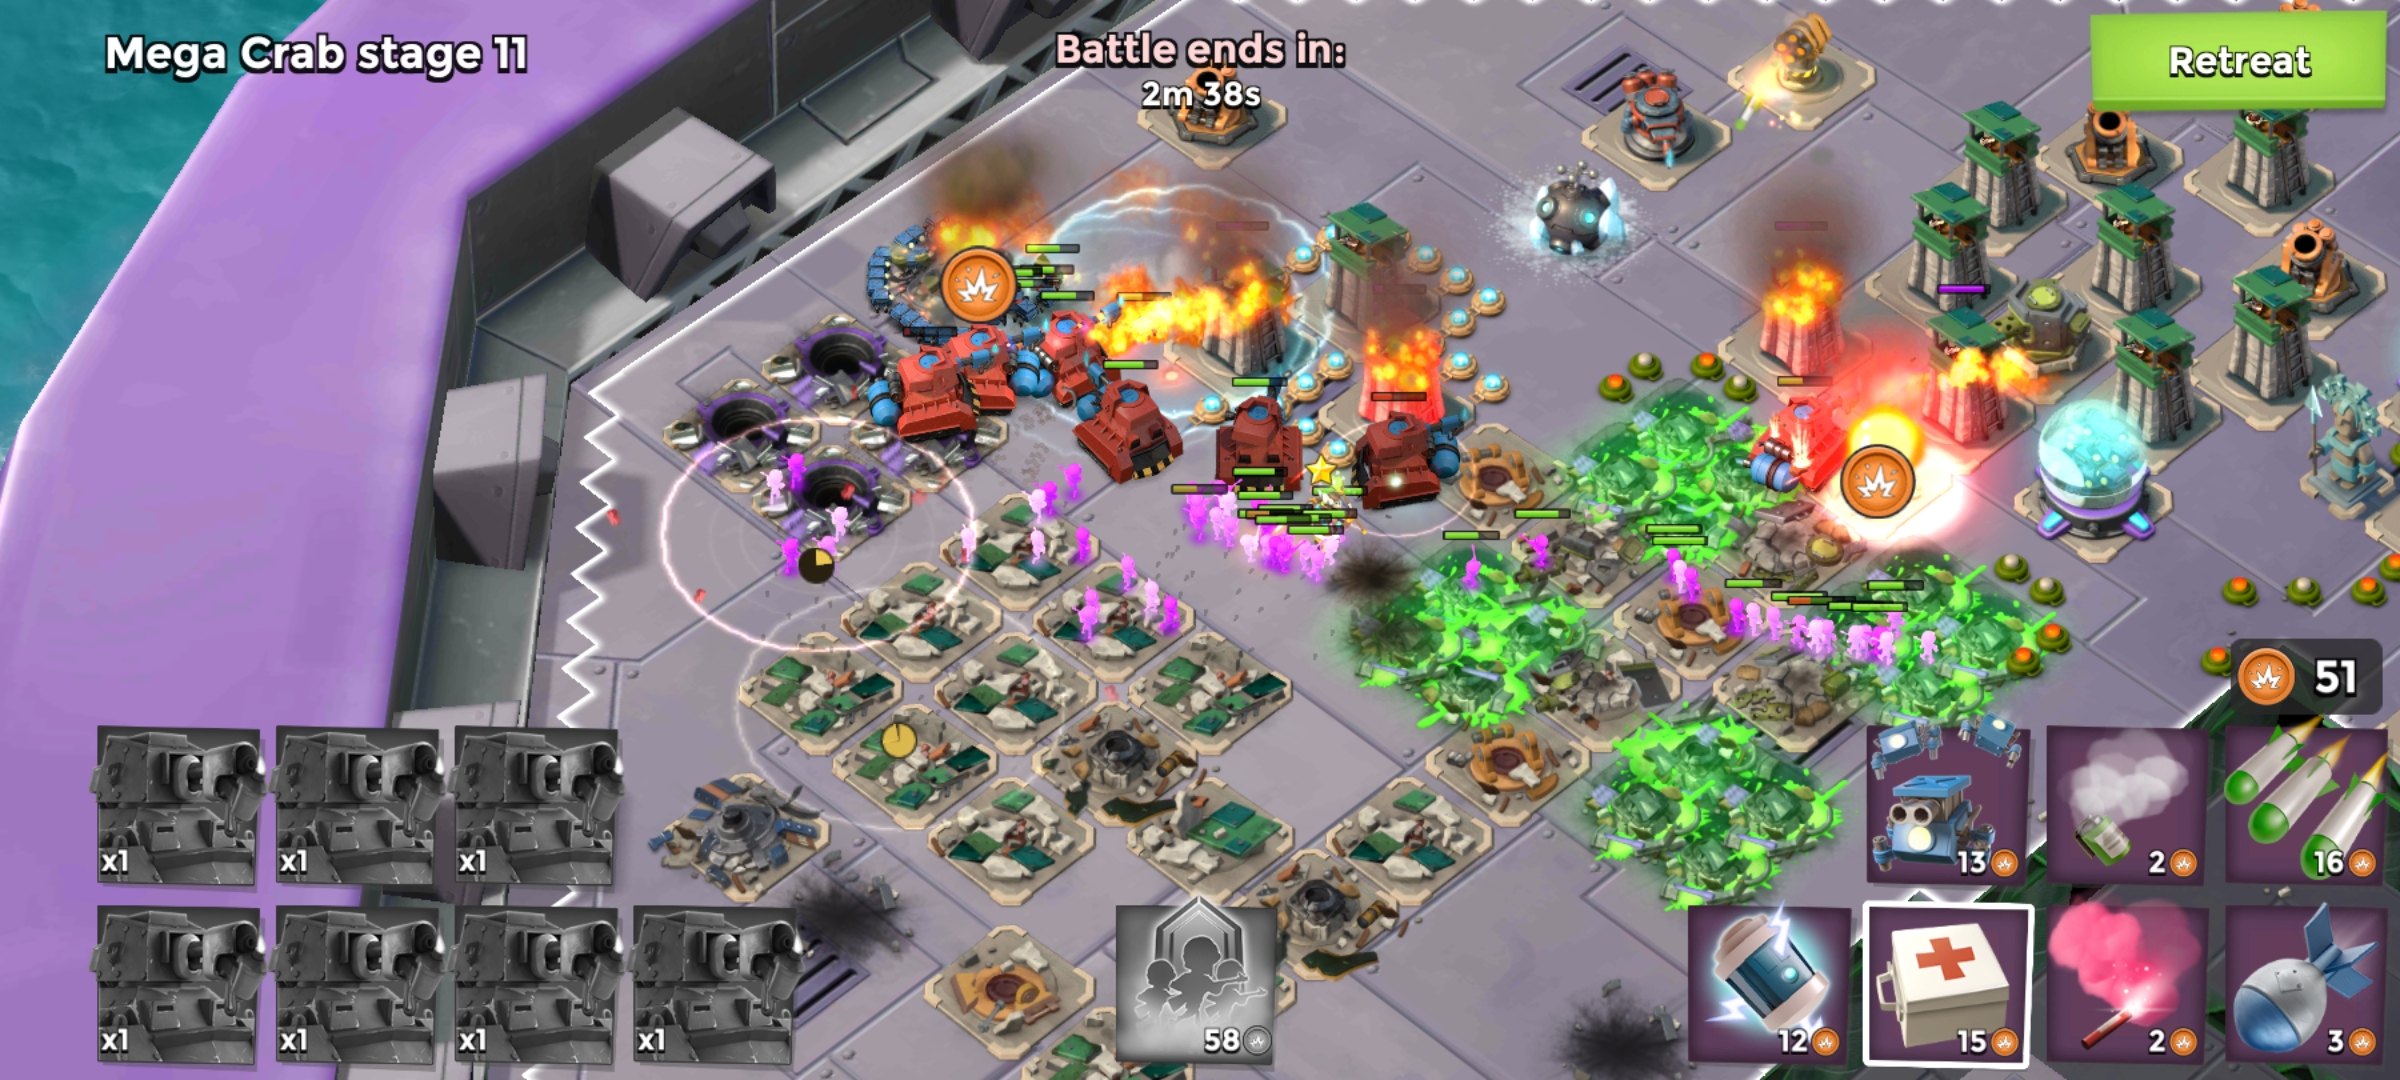 Mega Crab stage 11
Battle ends in:
2m 38s
Retreat
51
x1
x1
x1
13
2
16
x1
x1
x1
x1
58
12
15
2
3